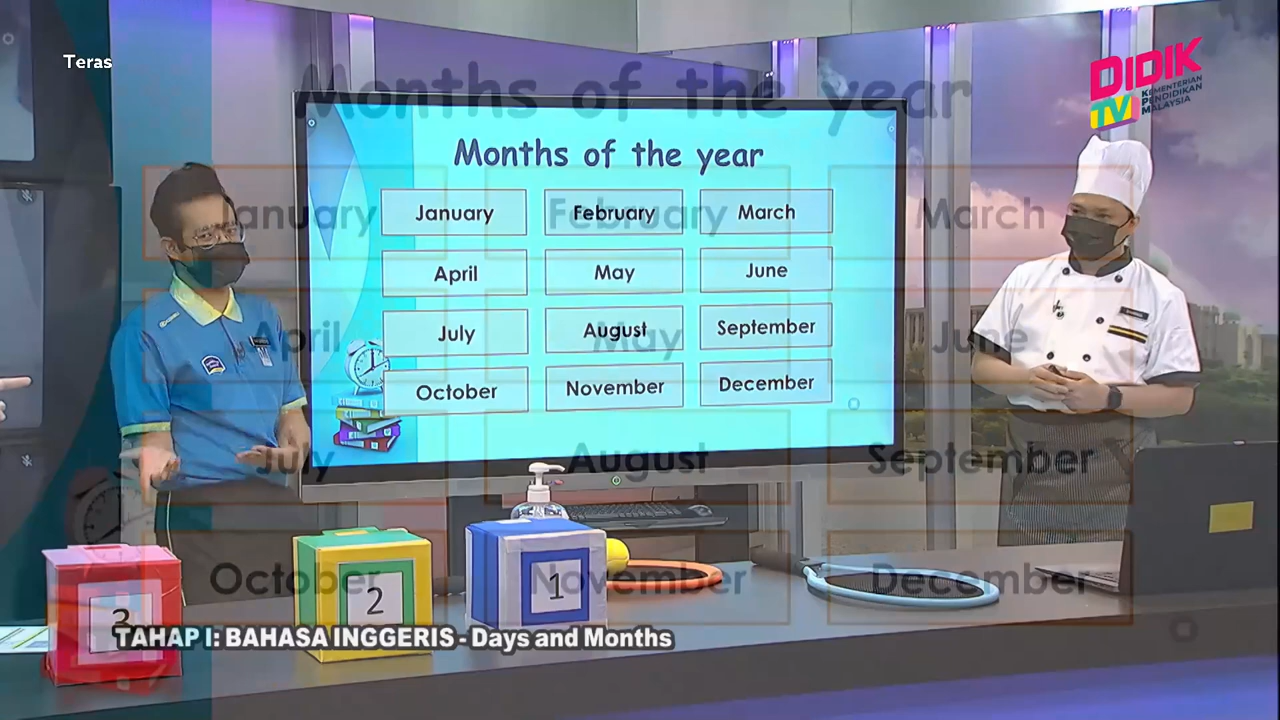 Teras
DIDIK
TV
KEMENTERIAN
PENDIDIKAN
MALAYSIA
Months of the year
Months of the year
January February March
April May June
July August September
October November December
January February March
April May June
July August September
October November December
3
2
1
TAHAP I: BAHASA INGGERIS - Days and Months